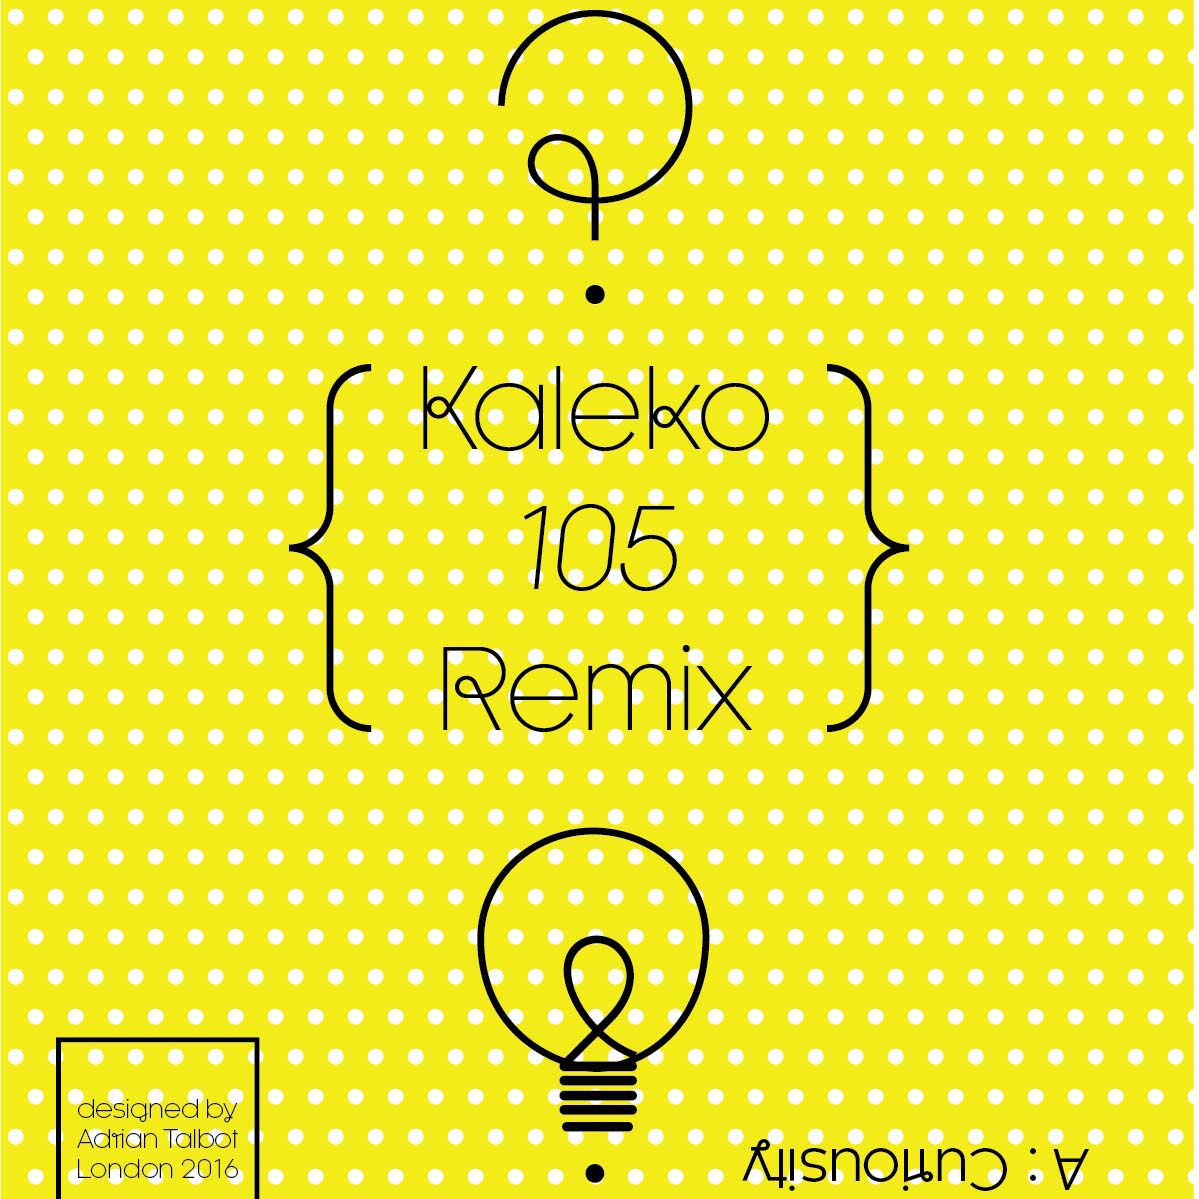 ?
Kaleko
105
Remix
designed by
Adrian Talbot
London 2016
A : Curiousity